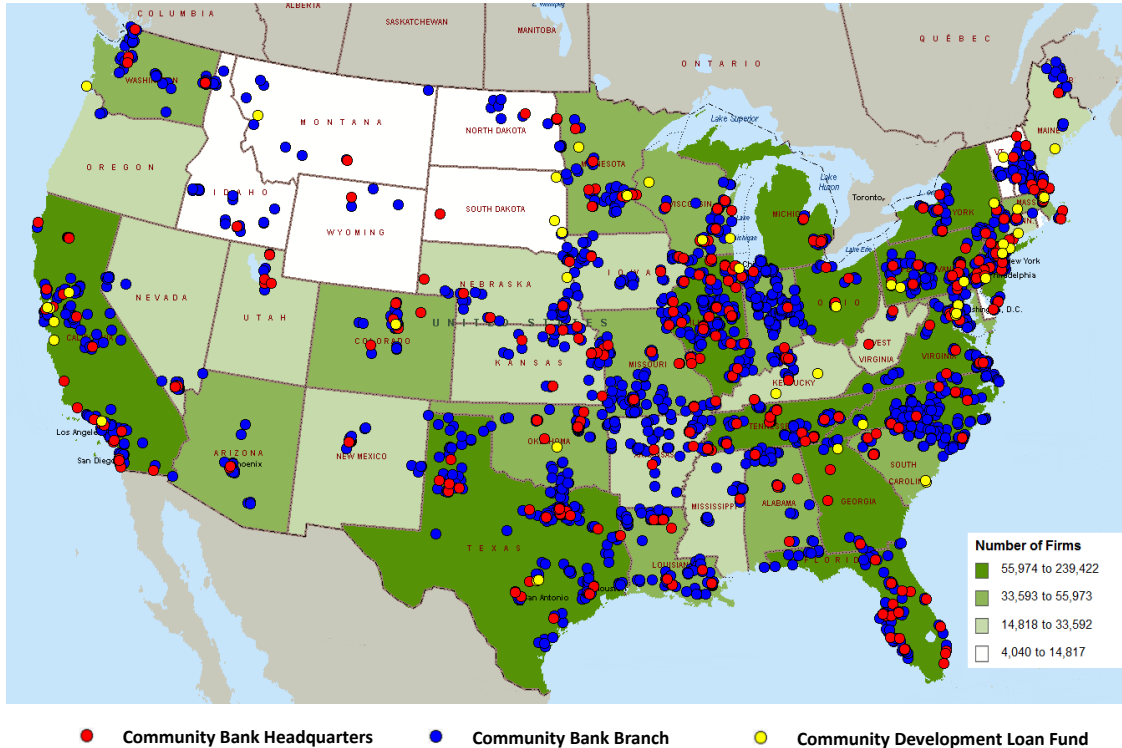 COLUMBIA
ALBERTA
SASKATCHEWAN
MANITOBA
ONTARIO
QUÉBEC
WASHINGTON
MONTANA
NORTH DAKOTA
MINNESOTA
Lake Superior
MAINE
VT
OREGON
IDAHO
SOUTH DAKOTA
WISCONSIN
MICHIGAN
Lake
Huron
Toronto
Lake Erie
YORK
MASS
WYOMING
IOWA
New York
Philadelphia
NEVADA
UTAH
NEBRASKA
OHIO
UNITED STATES
COLORADO
KANSAS
MISSOURI
WEST
VIRGINIA
VIRGINIA
KENTUCKY
Los Angeles
San Diego
ARIZONA
Phoenix
NEW MEXICO
OKLAHOMA
ARKANSAS
TENNESSEE
SOUTH
CAROLINA
MISSISSIPPI
ALABAMA
GEORGIA
TEXAS
LOUISIANA
FLORIDA
San Antonio
Houston
Number of Firms
55,974 to 239,422
33,593 to 55,973
14,818 to 33,592
4,040 to 14,817
Community Bank Headquarters
Community Bank Branch
Community Development Loan Fund